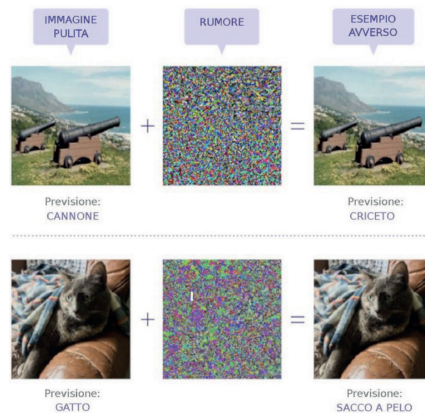 IMMAGINE
PULITA
RUMORE
ESEMPIO
AVVERSO
+
=
Previsione:
CANNONE
Previsione:
CRICETO
+
=
Previsione:
GATTO
Previsione:
SACCO A PELO